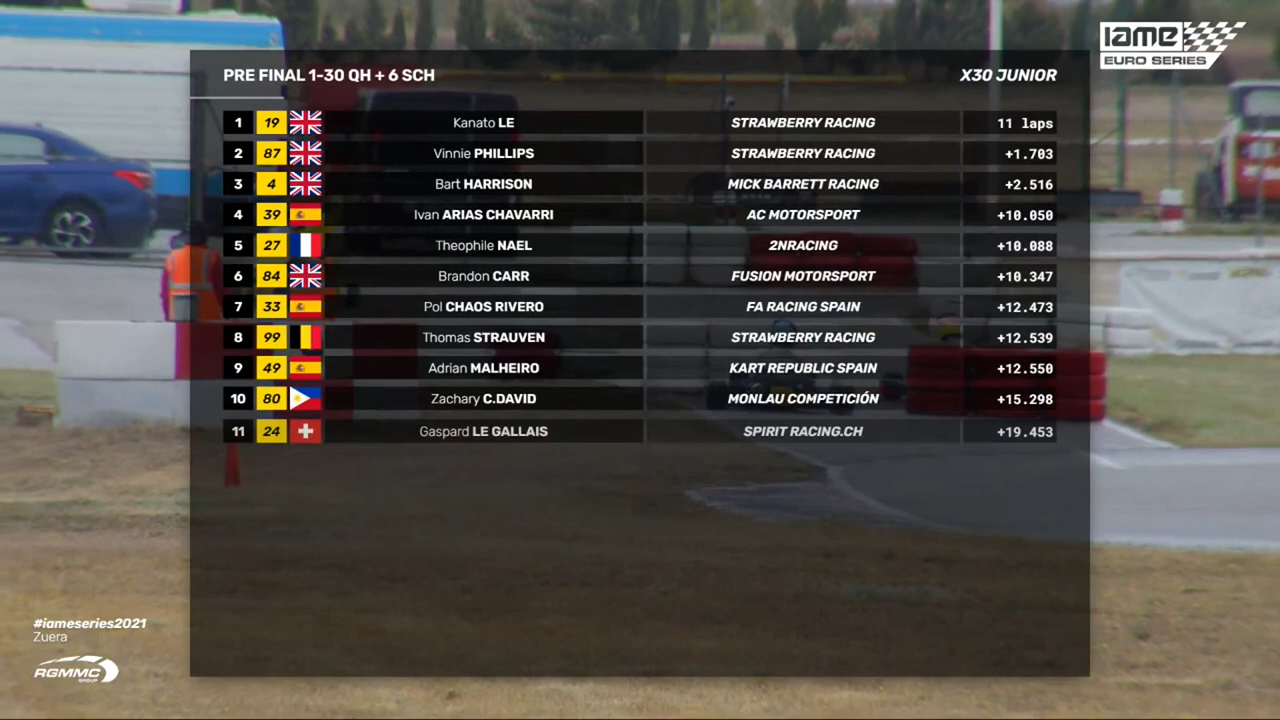 IAME
EURO SERIES
PRE FINAL 1-30 QH + 6 SCH X30 JUNIOR
1 19 Kanato LE STRAWBERRY RACING 11 laps
2 87 Vinnie PHILLIPS STRAWBERRY RACING +1.703
3 4 Bart HARRISON MICK BARRETT RACING +2.516
4 39 Ivan ARIAS CHAVARRI AC MOTORSPORT +10.050
5 27 Theophile NAEL 2NRACING +10.088
6 84 Brandon CARR FUSION MOTORSPORT +10.347
7 33 Pol CHAOS RIVERO FA RACING SPAIN +12.473
8 99 Thomas STRAUVEN STRAWBERRY RACING +12.539
9 49 Adrian MALHEIRO KART REPUBLIC SPAIN +12.550
10 80 Zachary C.DAVID MONLAU COMPETICIÓN +15.298
11 24 Gaspard LE GALLAIS SPIRIT RACING.CH +19.453
#iameseries2021
Zuera
RGMMC
GROUP